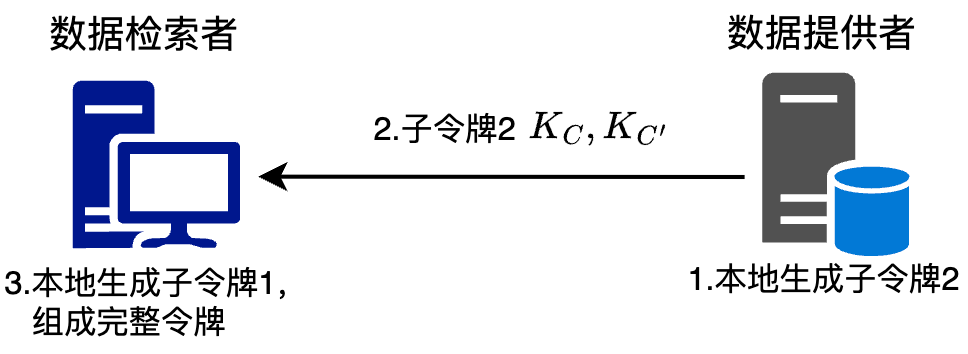 数据检索者
数据提供者
2.子令牌2 K_C, K_{C'}
1.本地生成子令牌2
3.本地生成子令牌1，
组成完整令牌